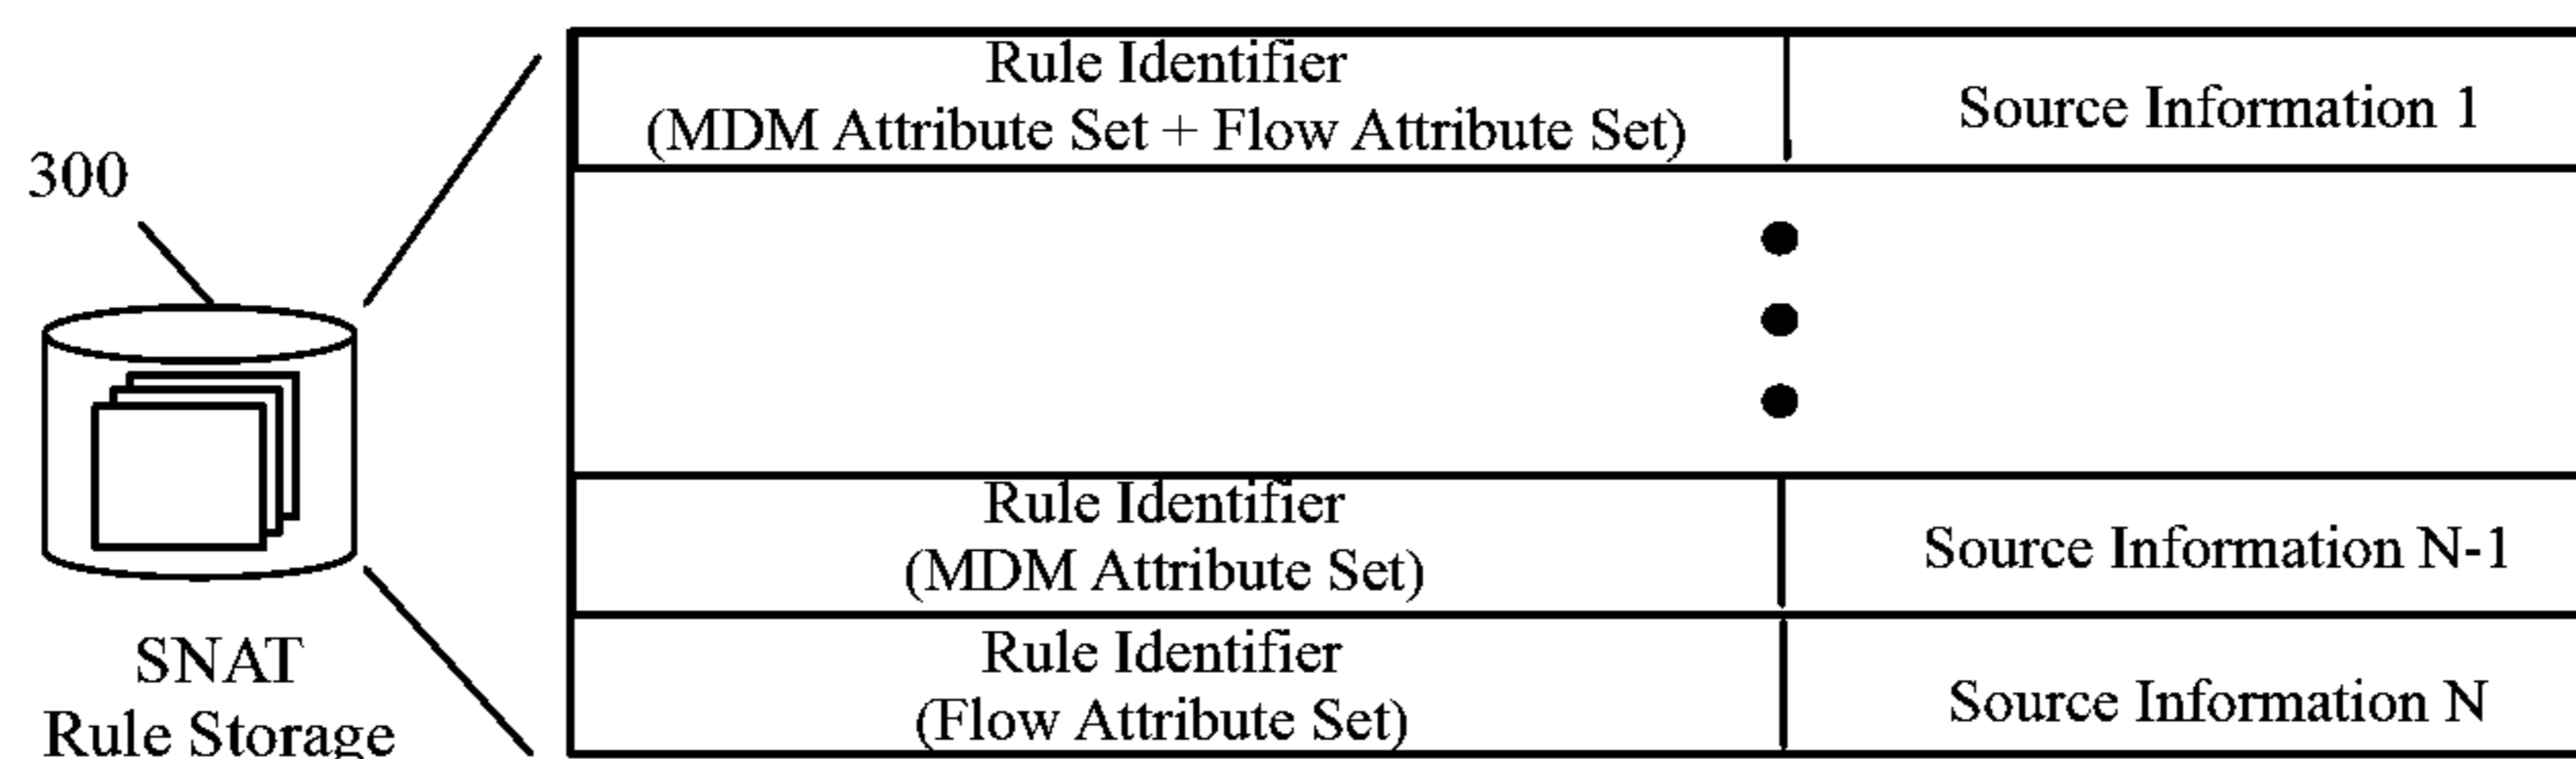 300
SNAT
Rule Storage
Rule Identifier
(MDM Attribute Set + Flow Attribute Set)
Source Information 1
Rule Identifier
(MDM Attribute Set)
Source Information N-1
Rule Identifier
(Flow Attribute Set)
Source Information N